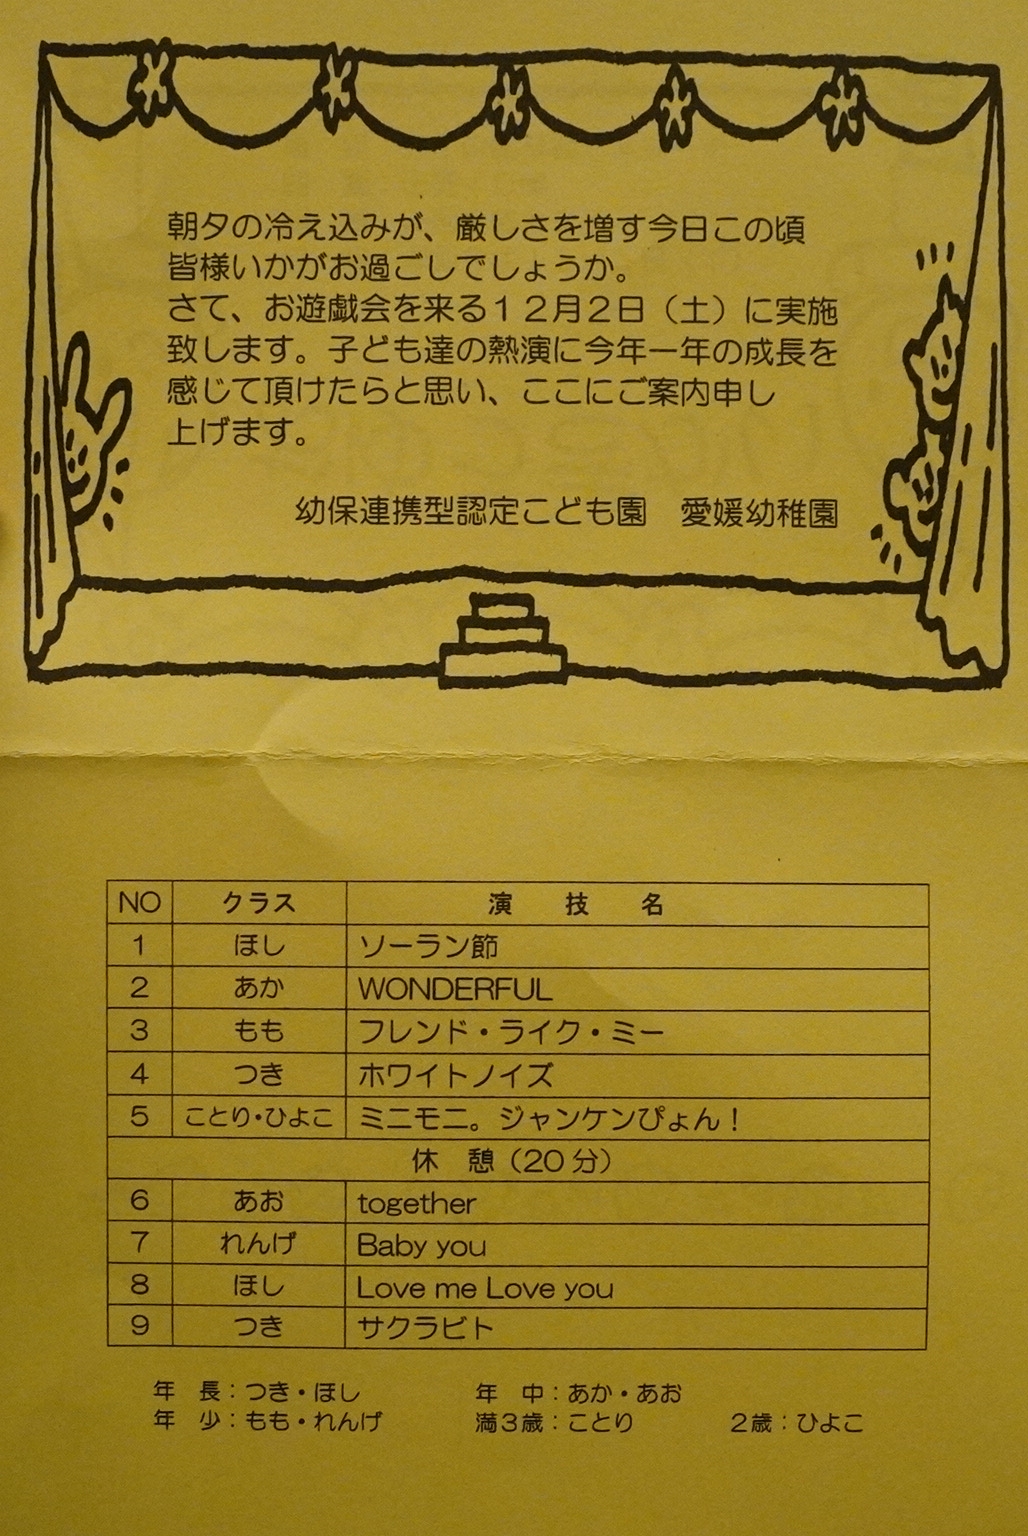 朝夕の冷え込みが、厳しさを増す今日この頃
皆様いかがお過ごしでしょうか。
さて、お遊戯会を来る１２月２日（土）に実施
致します。子ども達の熱演に今年一年の成長を
感じて頂けたらと思い、ここにご案内申し
上げます。
幼保連携型認定こども園　愛媛幼稚園
NO クラス 演　技　名
1 ほし ソーラン節
2 あか WONDERFUL
3 もも フレンド・ライク・ミー
4 つき ホワイトノイズ
5 ことり・ひよこ ミニモニ。ジャンケンぴょん！
休　憩（20分）
6 あお together
7 れんげ Baby you
8 ほし Love me Love you
9 つき サクラビト
年　長：つき・ほし　年　中：あか・あお
年　少：もも・れんげ　満３歳：ことり　２歳：ひよこ